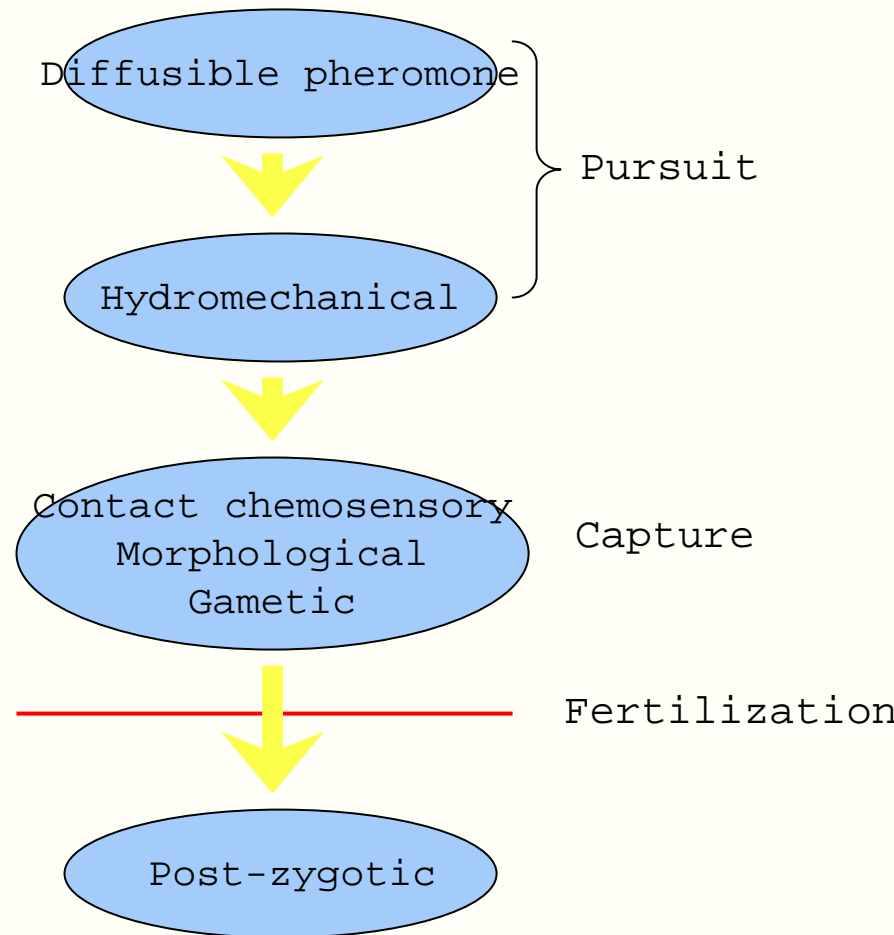 Diffusible pheromone
Pursuit
Hydromechanical
Contact chemosensory
Morphological
Gametic
Capture
Fertilization
Post-zygotic